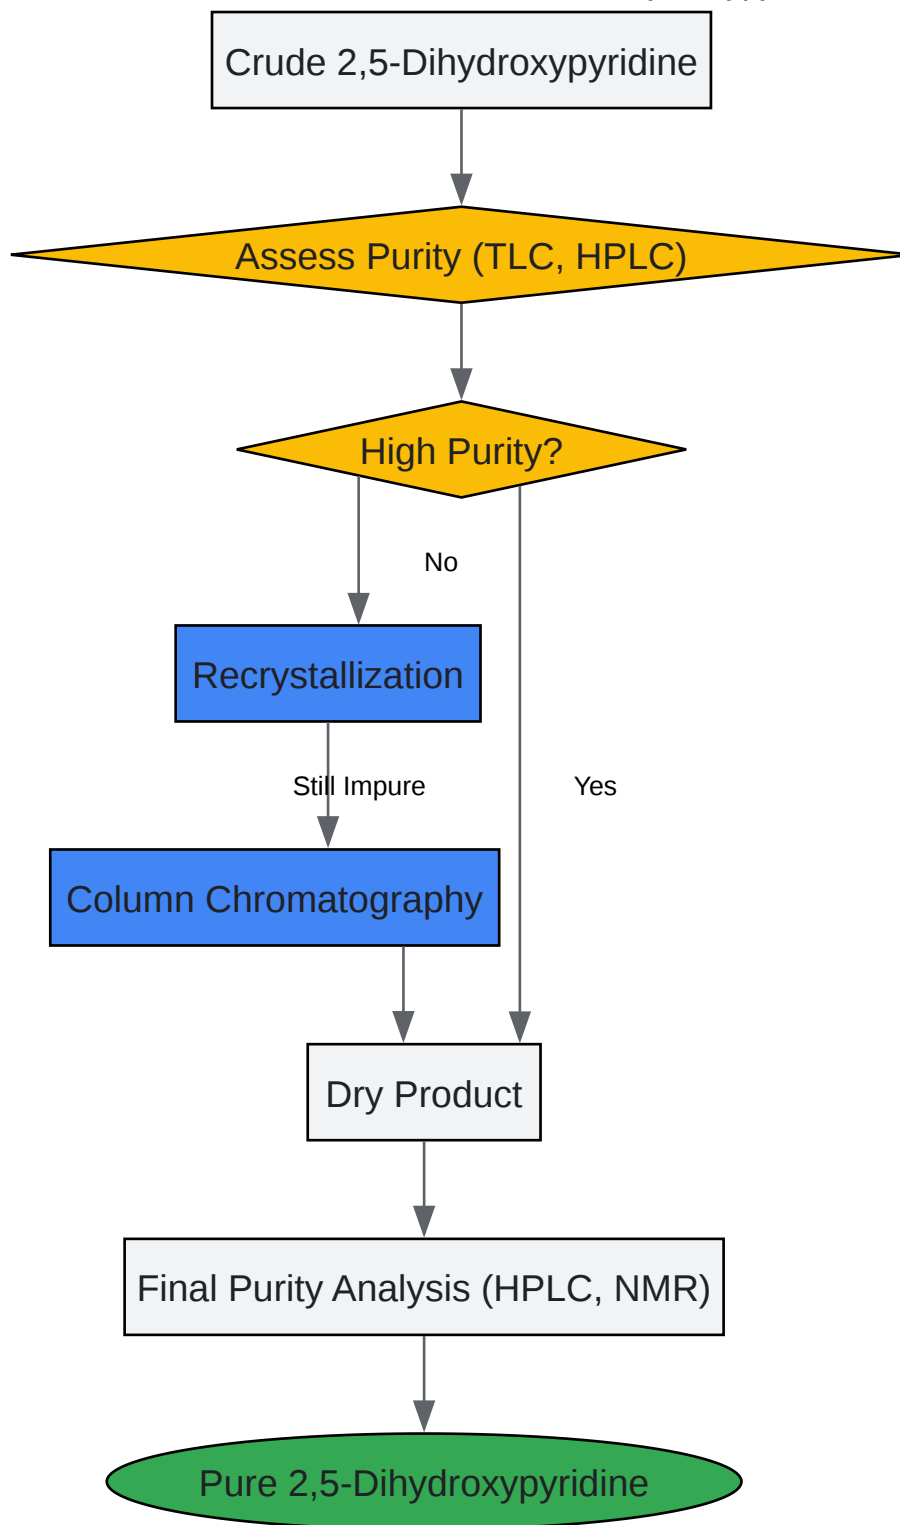 Crude 2,5-Dihydroxypyridine
Assess Purity (TLC, HPLC)
High Purity?
No
Recrystallization
Still Impure
Yes
Column Chromatography
Dry Product
Final Purity Analysis (HPLC, NMR)
Pure 2,5-Dihydroxypyridine